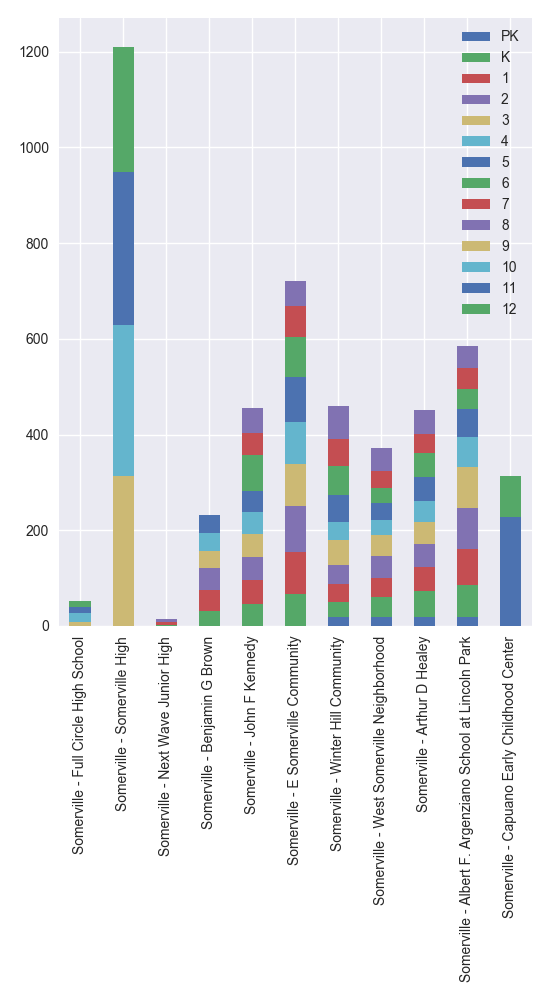 1200
1000
800
600
400
200
0
PK
K
1
2
3
4
5
6
7
8
9
10
11
12
Somerville - Full Circle High School
Somerville - Somerville High
Somerville - Next Wave Junior High
Somerville - Benjamin G Brown
Somerville - John F Kennedy
Somerville - E Somerville Community
Somerville - Winter Hill Community
Somerville - West Somerville Neighborhood
Somerville - Arthur D Healey
Somerville - Albert F. Argenziano School at Lincoln Park
Somerville - Capuano Early Childhood Center